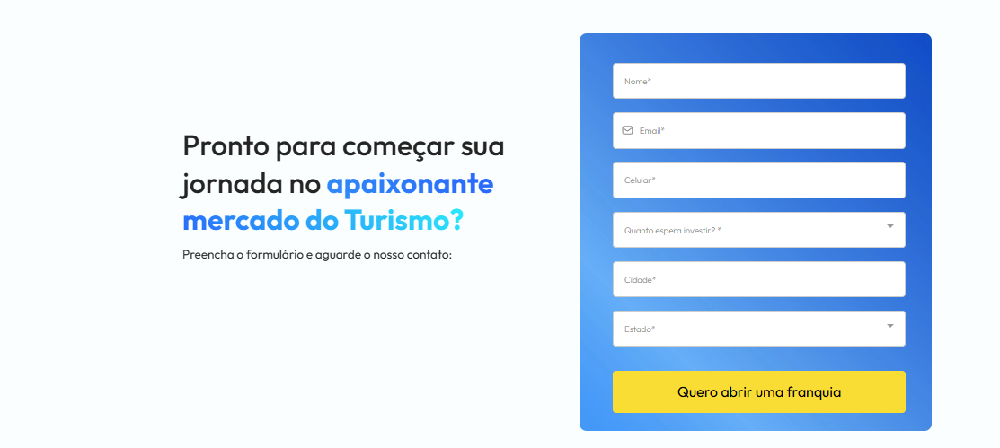 Pronto para começar sua
jornada no apaixonante
mercado do Turismo?
Preencha o formulário e aguarde o nosso contato:
Nome*
Email*
Celular*
Quanto espera investir? *
Cidade*
Estado*
Quero abrir uma franquia